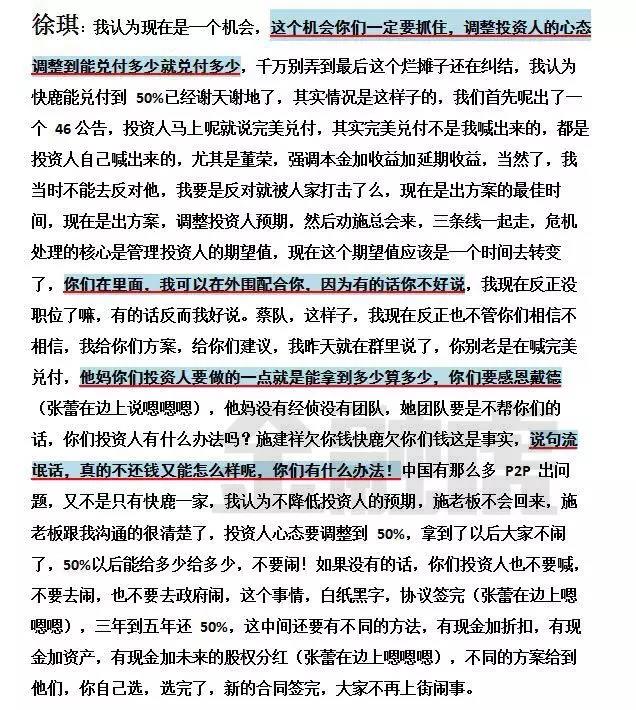 徐琪：我认为现在是一个机会，这个机会你们一定要抓住，调整投资人的心态
调整到能兑付多少就兑付多少，千万别弄到最后这个烂摊子还在纠结，我认为
快鹿能兑付到 50%已经谢天谢地了，其实情况是这样子的，我们首先呢出了一
个 46 公告，投资人马上呢就说完美兑付，其实完美兑付不是我喊出来的，都是
投资人自己喊出来的，尤其是董荣，强调本金加收益加延期收益，当然了，我
当时不能去反对他，我要是反对就被人家打击了么，现在是出方案的最佳时
间，现在是出方案，调整投资人预期，然后劝施总会来，三条线一起走，危机
处理的核心是管理投资人的期望值，现在这个期望值应该是一个时间去转变
了，你们在里面，我可以在外围配合你，因为有的话你不好说，我现在反正没
职位了嘛，有的话反而我好说。蔡队，这样子，我现在反正也不管你们相信不
相信，我给你们方案，给你们建议，我昨天就在群里说了，你别老是在喊完美
兑付，他妈你们投资人要做的一点就是能拿到多少算多少，你们要感恩戴德
（张蕾在边上说嗯嗯嗯），他妈没有经侦没有团队，她团队要是不帮你们的
话，你们投资人有什么办法吗？施建祥欠你钱快鹿欠你们钱这是事实，说句流
氓话，真的不还钱又能怎么样呢，你们有什么办法！中国有那么多 P2P 出问
题，又不是只有快鹿一家，我认为不降低投资人的预期，施老板不会回来，施
老板跟我沟通的很清楚了，投资人心态要调整到 50%，拿到了以后大家不闹
了，50%以后能给多少给多少，不要闹！如果没有的话，你们投资人也不要喊，
不要去闹，也不要去政府闹，这个事情，白纸黑字，协议签完（张蕾在边上嗯
嗯嗯），三年到五年还 50%，这中间还要有不同的方法，有现金加折扣，有现
金加资产，有现金加未来的股权分红（张蕾在边上嗯嗯嗯），不同的方案给到
他们，你自己选，选完了，新的合同签完，大家不再上街闹事。